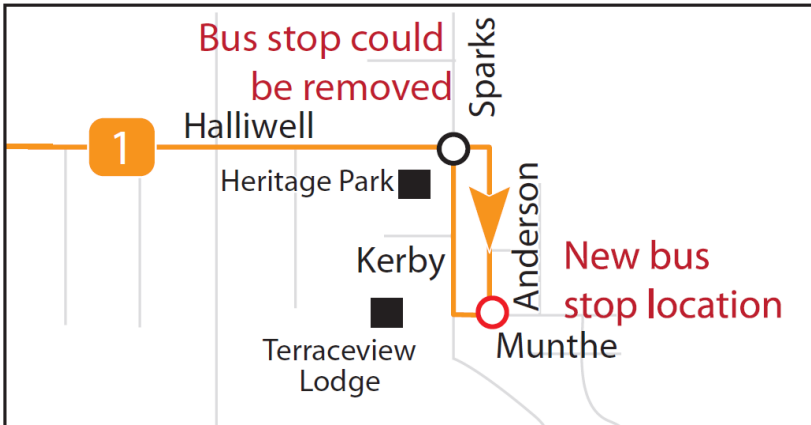 Bus stop could
be removed
Sparks
Halliwell
1
Heritage Park
Anderson
Kerby
New bus
stop location
Munthe
Terraceview
Lodge